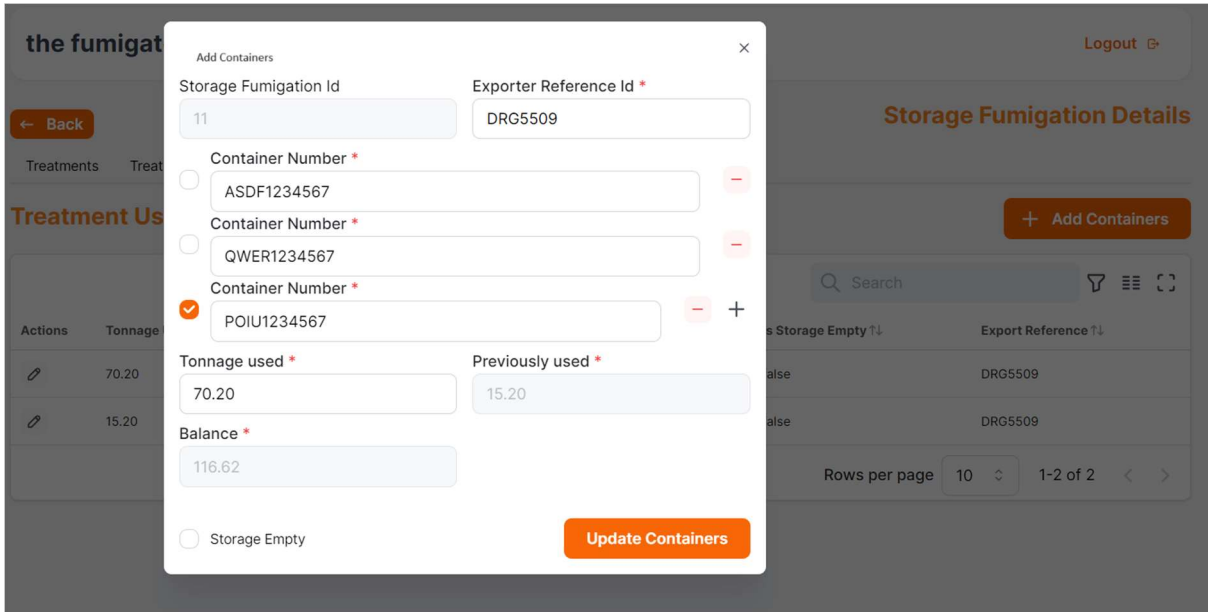 the fumigat
Logout
Add Containers
Storage Fumigation Id
Exporter Reference Id *
11
DRG5509
← Back
Storage Fumigation Details
Treatments Treat
Container Number *
ASDF1234567
Treatment Us
+ Add Containers
Container Number *
QWER1234567
Search
Container Number *
POIU1234567
Actions Tonnage
s Storage Empty
Export Reference
Tonnage used *
Previously used *
70.20
alse
DRG5509
70.20
15.20
15.20
alse
DRG5509
Balance *
116.62
Rows per page 10 1-2 of 2
Storage Empty
Update Containers